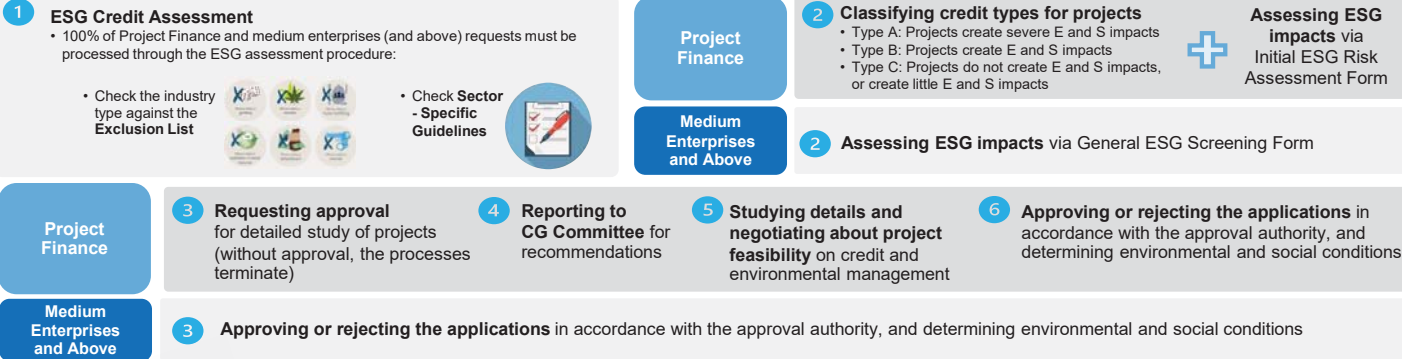 1
ESG Credit Assessment
• 100% of Project Finance and medium enterprises (and above) requests must be
processed through the ESG assessment procedure:
• Check the industry
type against the
Exclusion List
• Check Sector
- Specific
Guidelines
Project
Finance
2
Classifying credit types for projects
• Type A: Projects create severe E and S impacts
• Type B: Projects create E and S impacts
• Type C: Projects do not create E and S impacts,
or create little E and S impacts
Assessing ESG
impacts via
Initial ESG Risk
Assessment Form
Medium
Enterprises
and Above
2
Assessing ESG impacts via General ESG Screening Form
Project
Finance
3
Requesting approval
for detailed study of projects
(without approval, the processes
terminate)
4
Reporting to
CG Committee for
recommendations
5
Studying details and
negotiating about project
feasibility on credit and
environmental management
6
Approving or rejecting the applications in
accordance with the approval authority, and
determining environmental and social conditions
Medium
Enterprises
and Above
3
Approving or rejecting the applications in accordance with the approval authority, and determining environmental and social conditions